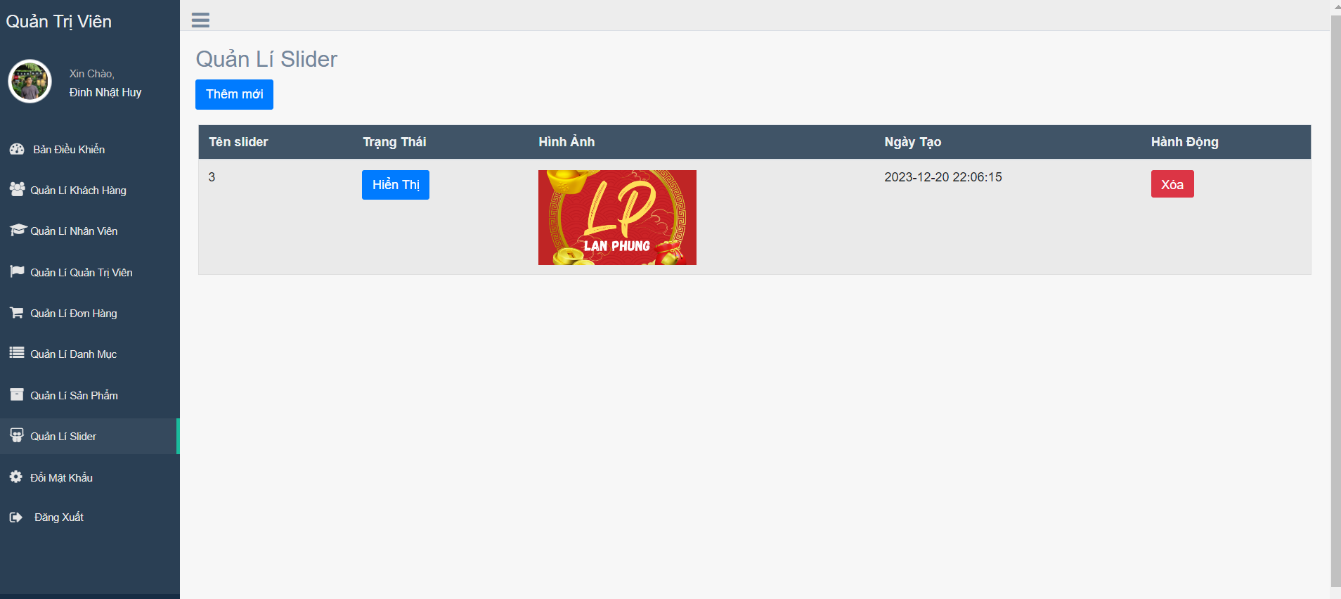 Quản Trị Viên
Xin Chào,
Đinh Nhật Huy
Bản Điều Khiển
Quản Lí Khách Hàng
Quản Lí Nhân Viên
Quản Lí Quản Trị Viên
Quản Lí Đơn Hàng
Quản Lí Danh Mục
Quản Lí Sản Phẩm
Quản Lí Slider
Đổi Mật Khẩu
Đăng Xuất
Quản Lí Slider
Thêm mới
Tên slider Trạng Thái Hình Ảnh Ngày Tạo Hành Động
3 Hiển Thị 2023-12-20 22:06:15 Xóa
LP
LAN PHUNG